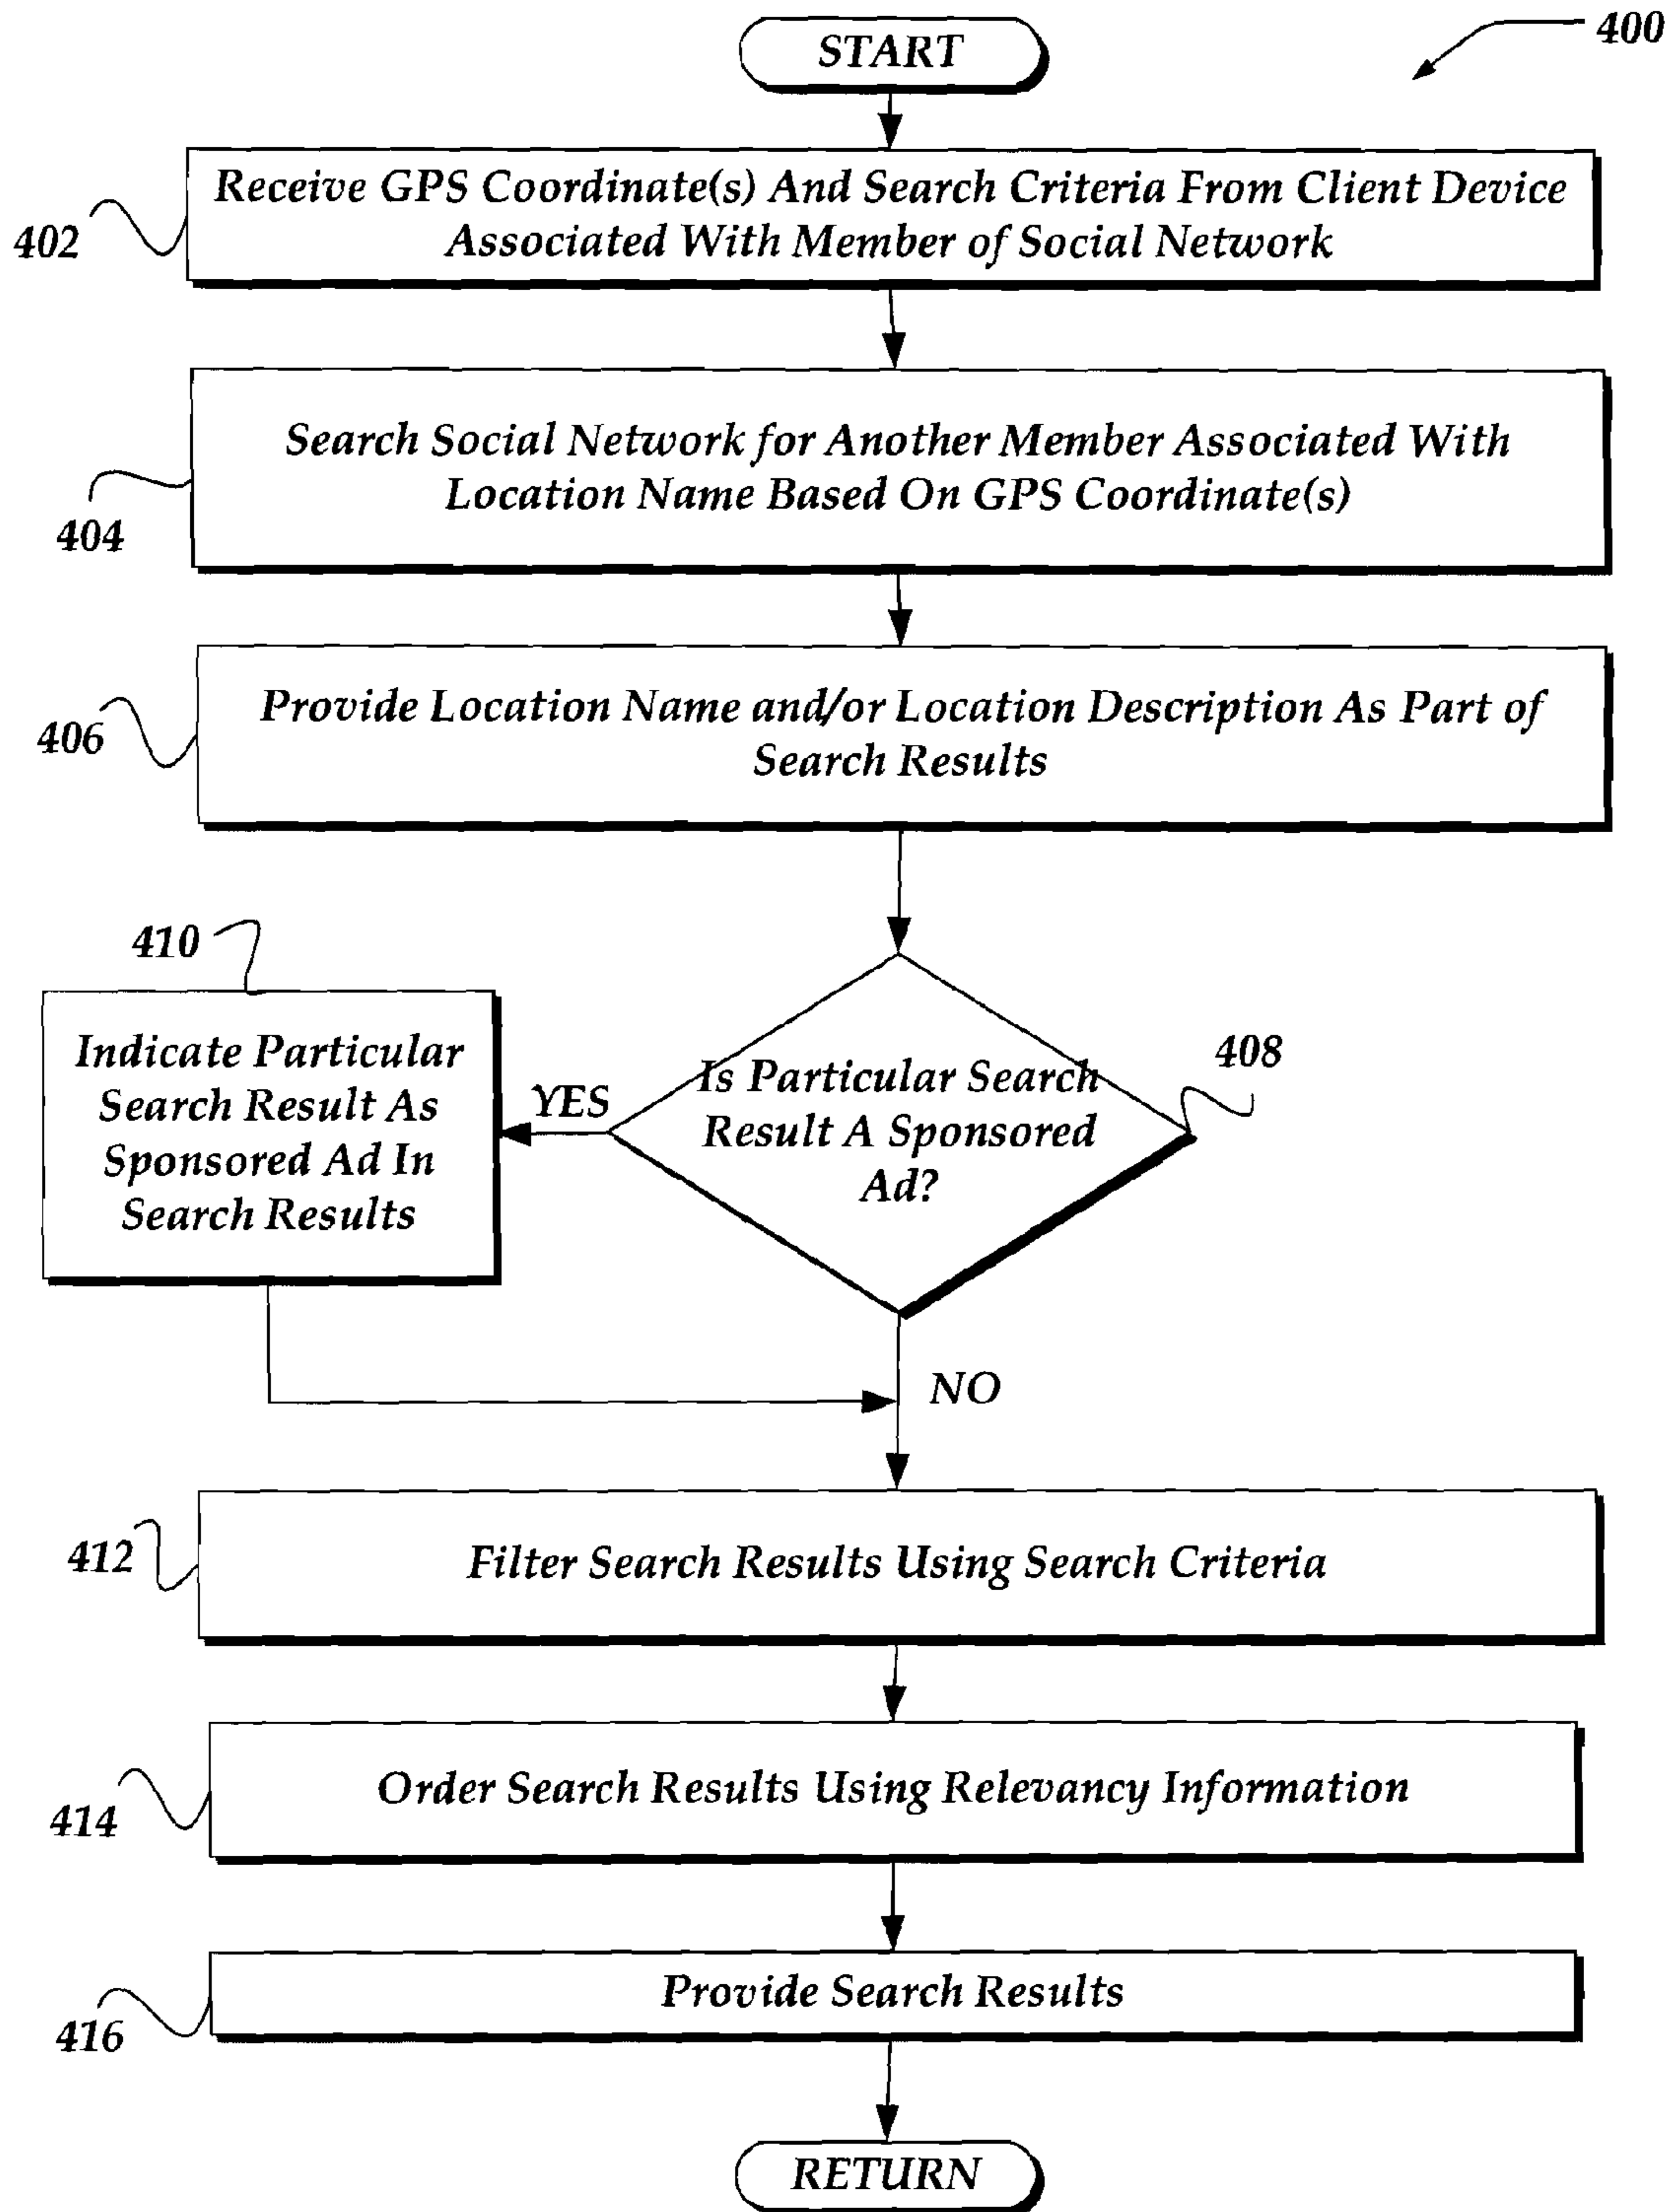 START
400
Receive GPS Coordinate(s) And Search Criteria From Client Device
Associated With Member of Social Network
402
Search Social Network for Another Member Associated With
Location Name Based On GPS Coordinate(s)
404
Provide Location Name and/or Location Description As Part of
Search Results
406
410
Indicate Particular
Search Result As
Sponsored Ad In
Search Results
YES
Is Particular Search
Result A Sponsored
Ad?
408
NO
412
Filter Search Results Using Search Criteria
Order Search Results Using Relevancy Information
414
Provide Search Results
416
RETURN